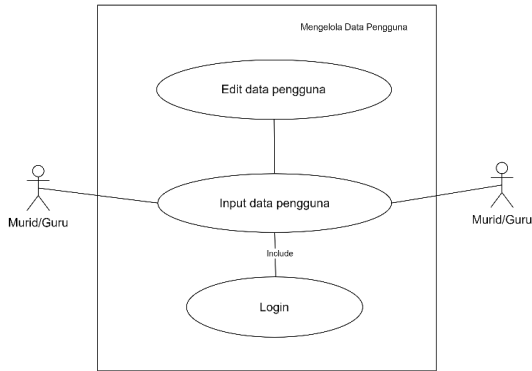 Mengelola Data Pengguna
Edit data pengguna
Input data pengguna
Murid/Guru
Murid/Guru
Include
Login